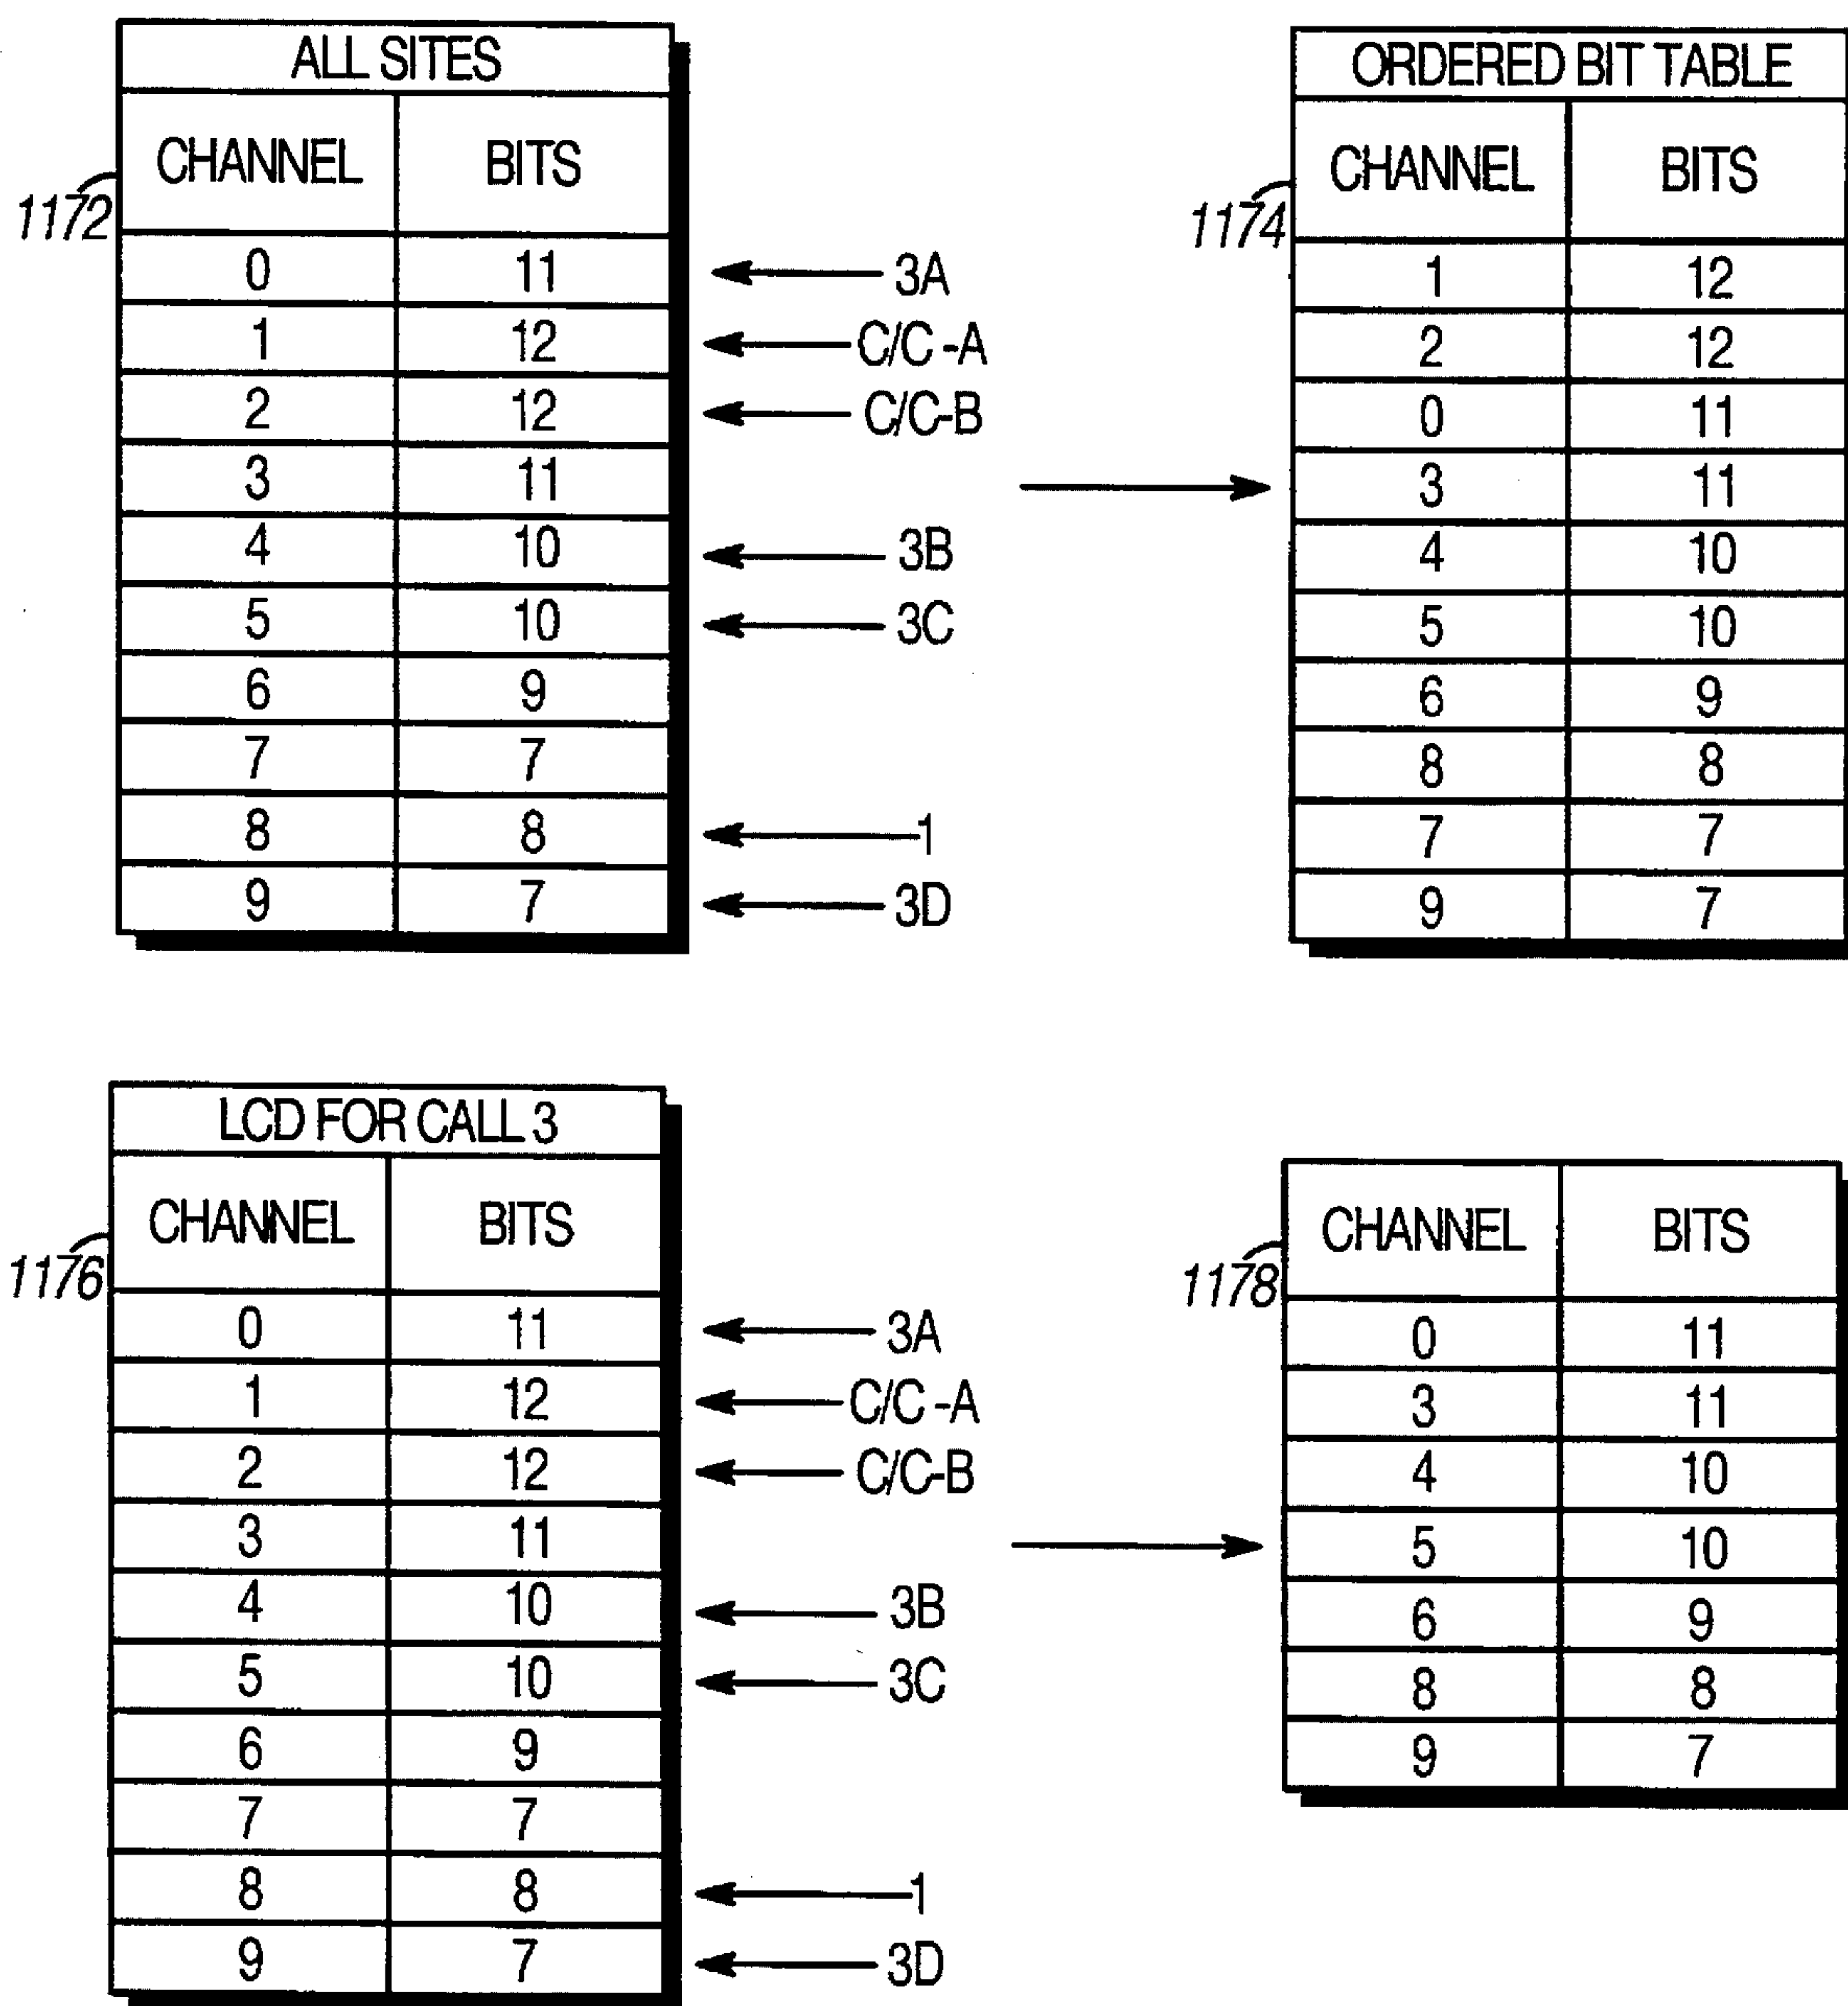 ALL SITES
CHANNEL BITS
1172
0 11 3A
1 12 C/C -A
2 12 C/C-B
3 11
4 10 3B
5 10 3C
6 9
7 7
8 8 1
9 7 3D
ORDERED BIT TABLE
CHANNEL BITS
1174
1 12
2 12
0 11
3 11
4 10
5 10
6 9
8 8
7 7
9 7
LCD FOR CALL 3
CHANNEL BITS
1176
0 11 3A
1 12 C/C -A
2 12 C/C-B
3 11
4 10 3B
5 10 3C
6 9
7 7
8 8 1
9 7 3D
CHANNEL BITS
1178
0 11
3 11
4 10
5 10
6 9
8 8
9 7